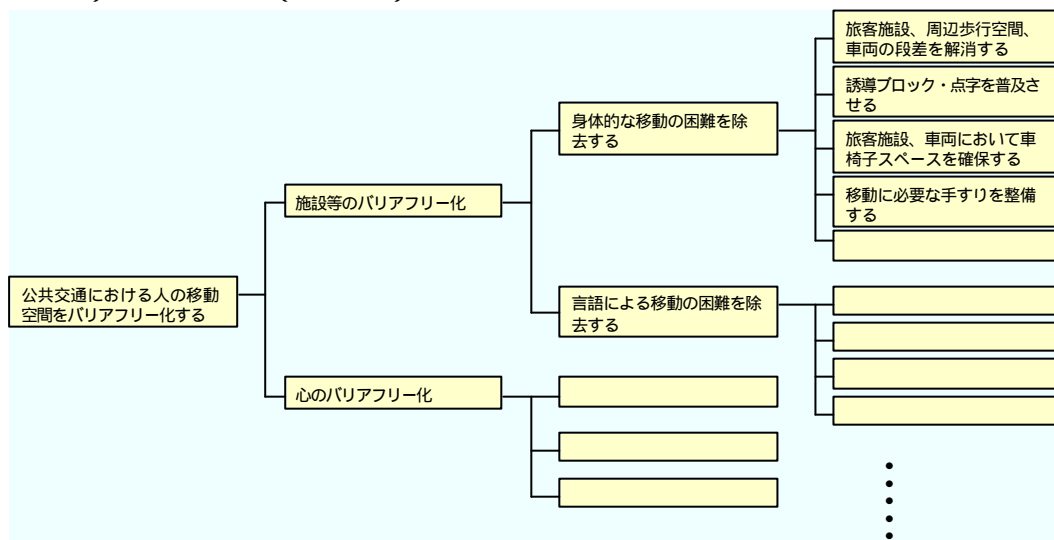 旅客施設、周辺歩行空間、
車両の段差を解消する
誘導ブロック・点字を普及さ
せる
身体的な移動の困難を除
去する
旅客施設、車両において車
椅子スペースを確保する
施設等のバリアフリー化
移動に必要な手すりを整備
する
公共交通における人の移動
空間をバリアフリー化する
言語による移動の困難を除
去する
心のバリアフリー化